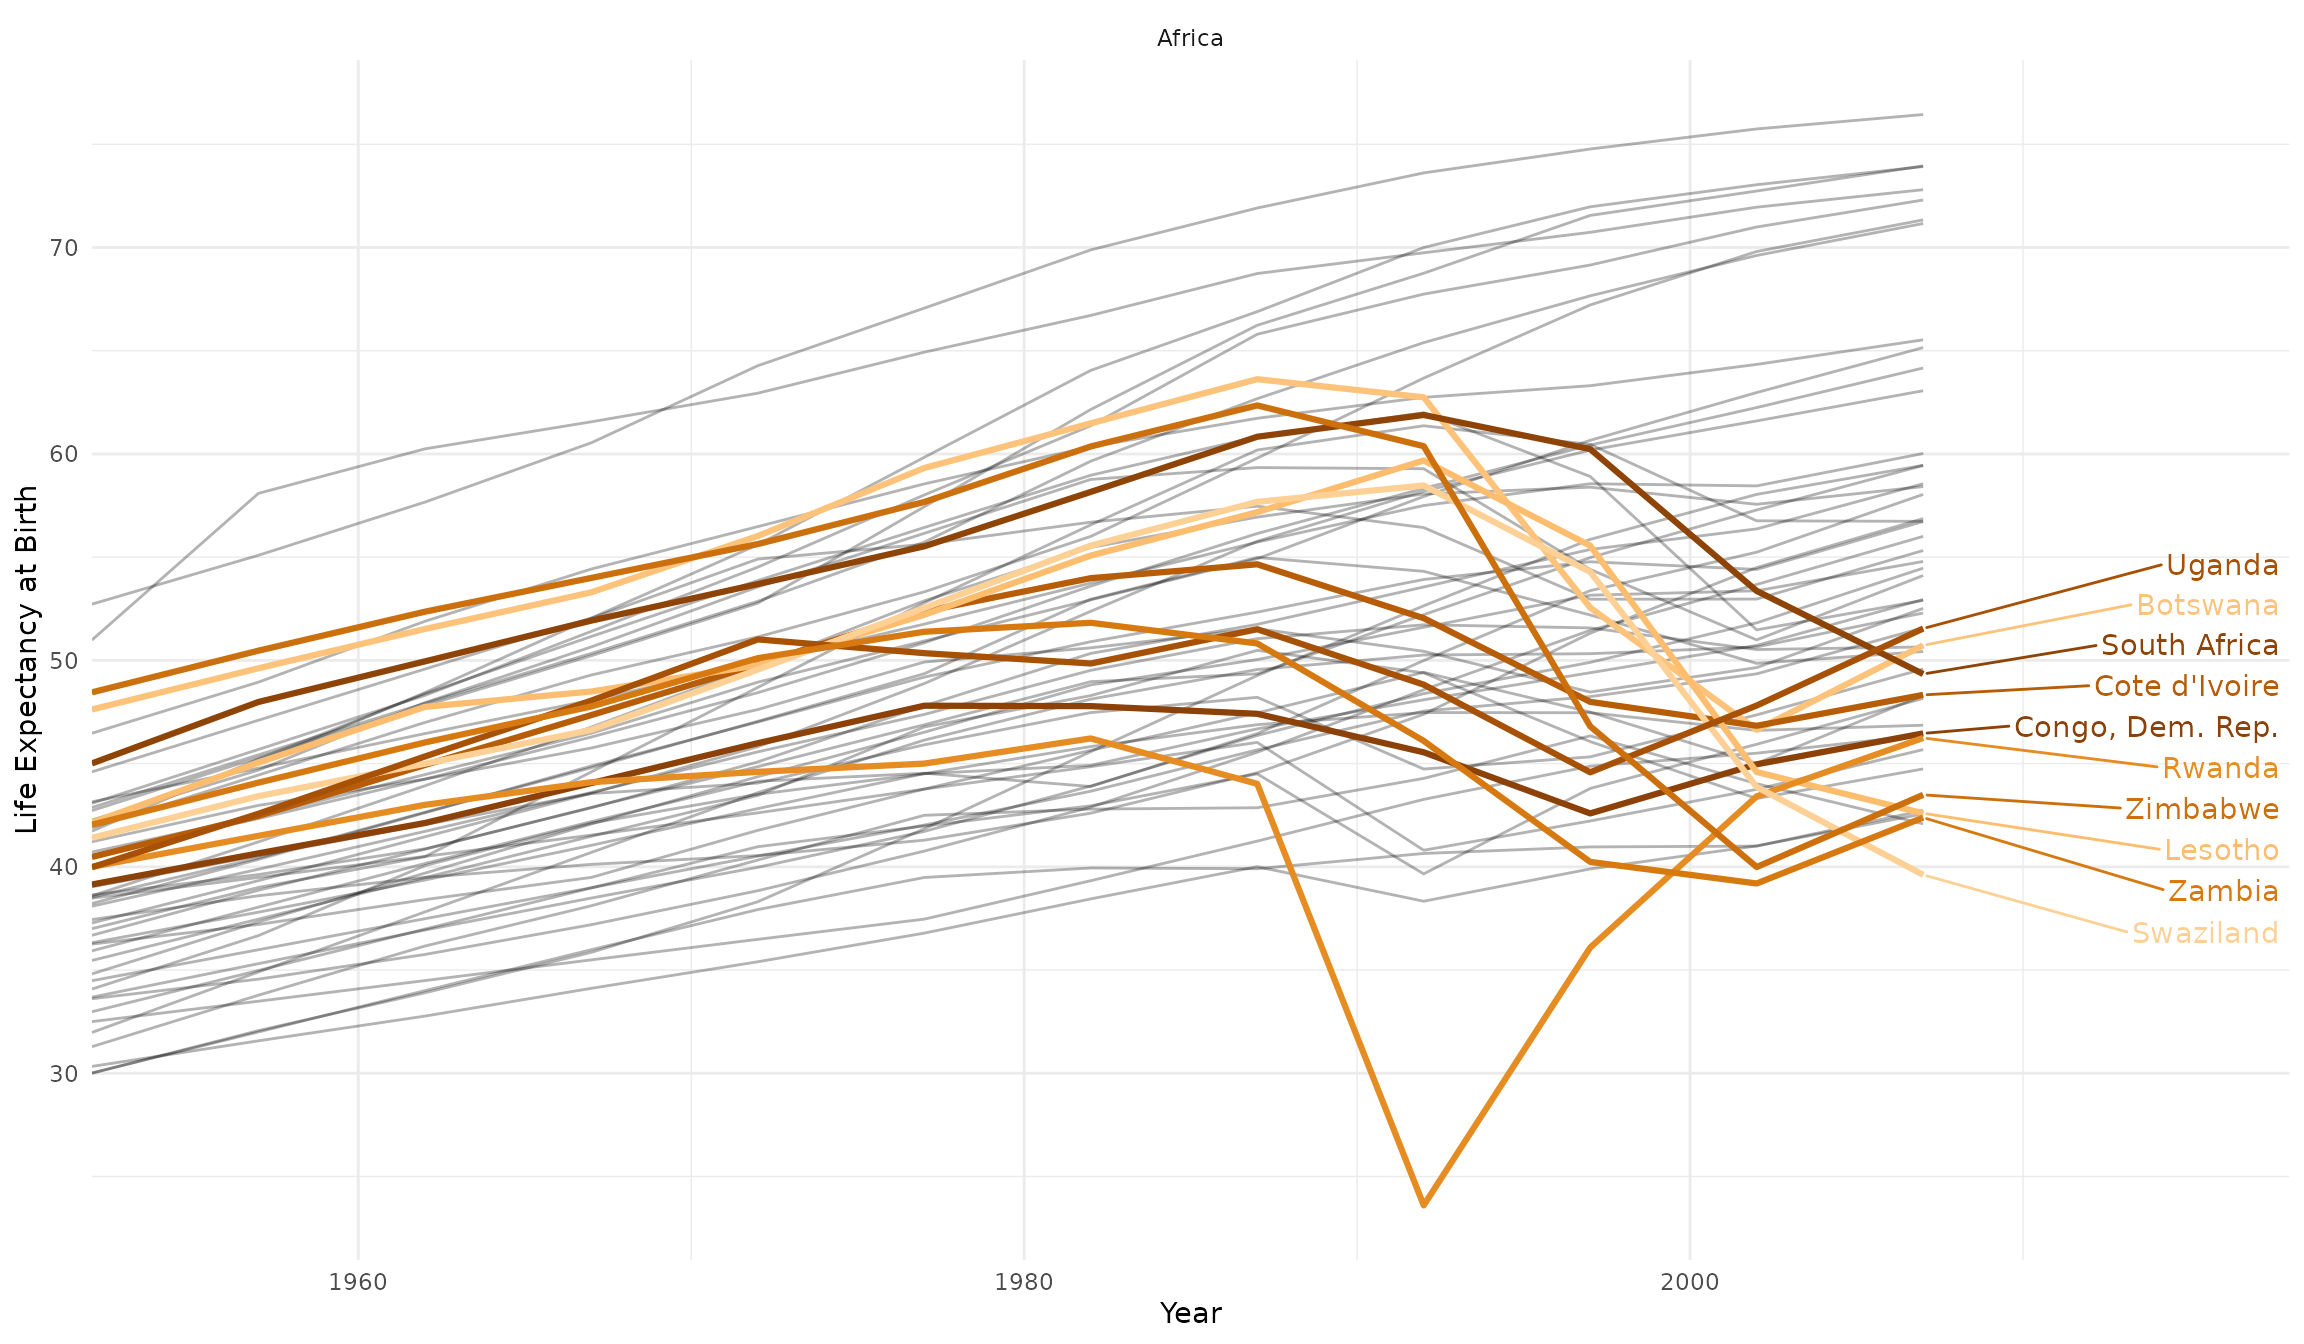 Africa
Life Expectancy at Birth
70
60
50
40
30
Uganda
Botswana
South Africa
Cote d'Ivoire
Congo, Dem. Rep.
Rwanda
Zimbabwe
Lesotho
Zambia
Swaziland
1960
1980
2000
Year